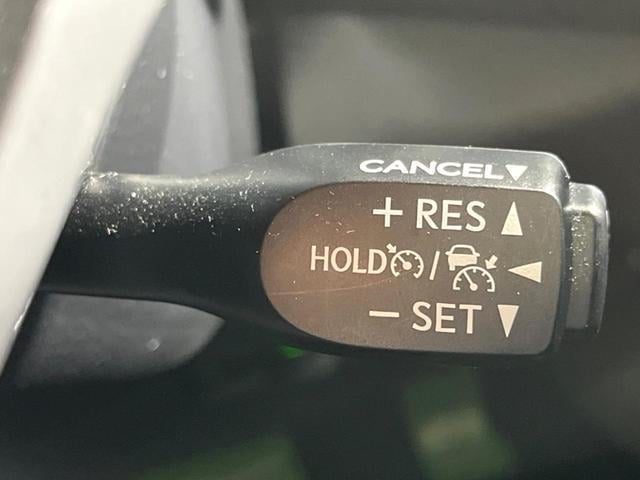 CANCEL▼
+ RES ▲
HOLD / ◀
− SET ▼